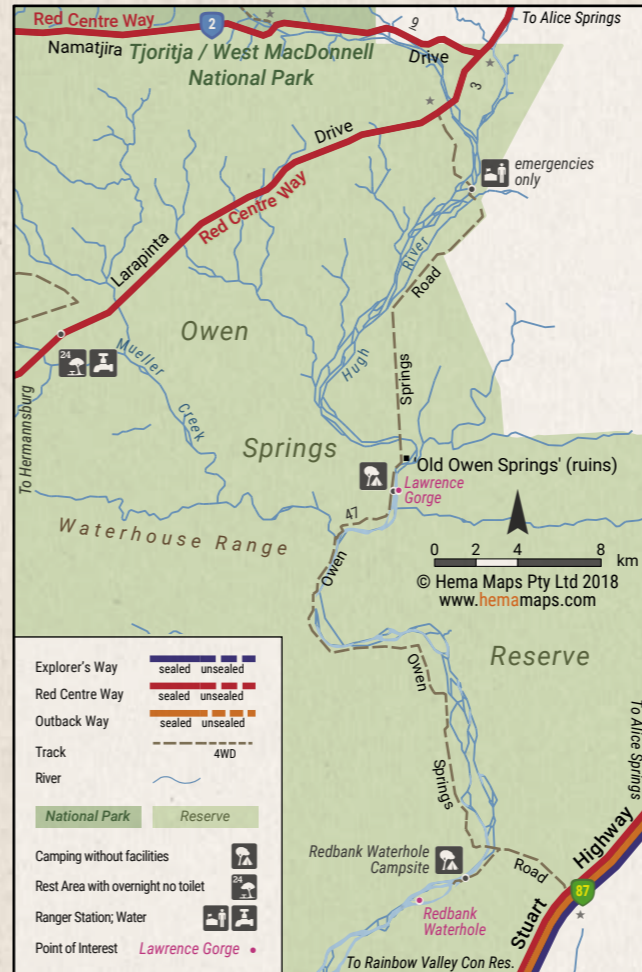 Red Centre Way
2
To Alice Springs
Namatjira
Drive
9
Tjoritja / West MacDonnell
National Park
3
Drive
Red Centre Way
Larapinta
emergencies
only
River
Hugh
Road
Owen
Springs
24
Mueller
Creek
To Hermannsburg
Springs
'Old Owen Springs' (ruins)
Lawrence
Gorge
47
Waterhouse Range
Owen
0 2 4 8 km
© Hema Maps Pty Ltd 2018
www.hemamaps.com
Reserve
Owen
Springs
To Alice Springs
Explorer's Way
sealed unsealed
Red Centre Way
sealed unsealed
Outback Way
sealed unsealed
Track
4WD
River
National Park
Reserve
Camping without facilities
Rest Area with overnight no toilet
24
Ranger Station; Water
Point of Interest
Lawrence Gorge
Redbank Waterhole
Campsite
Road
Redbank
Waterhole
Stuart
Highway
87
To Rainbow Valley Con Res.